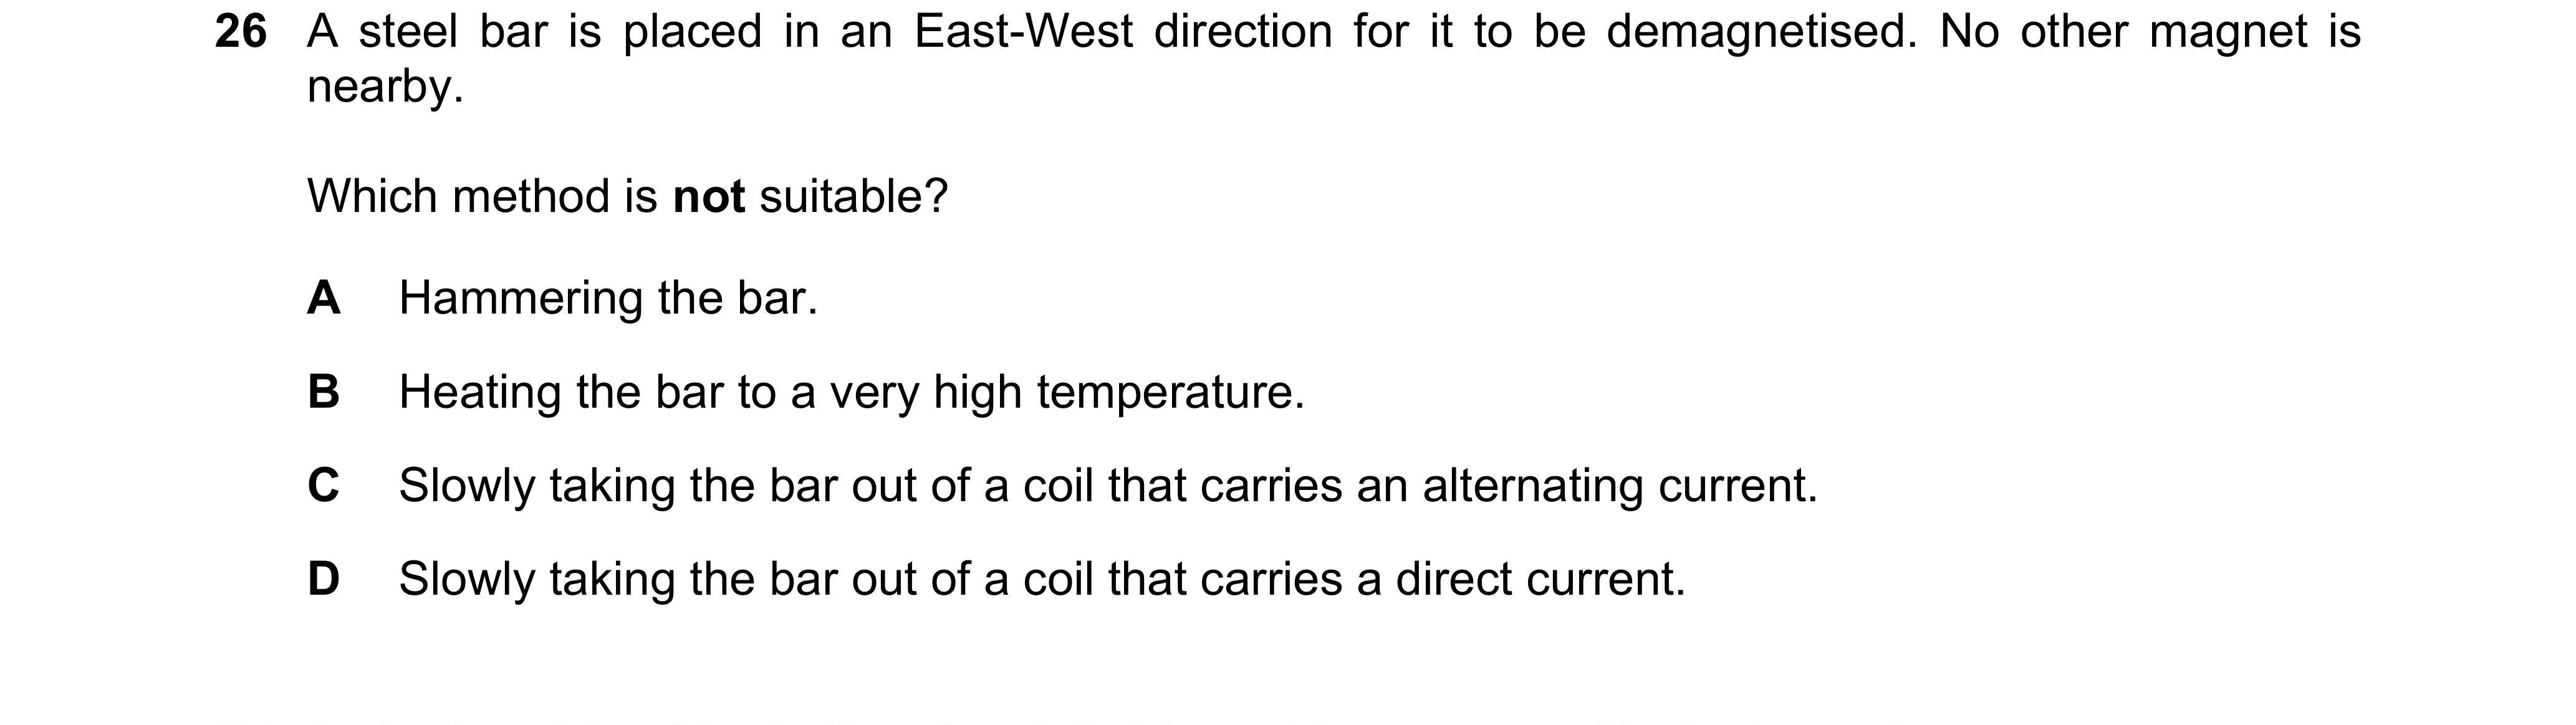 26 A steel bar is placed in an East-West direction for it to be demagnetised. No other magnet is
nearby.
Which method is not suitable?
A Hammering the bar.
B Heating the bar to a very high temperature.
C Slowly taking the bar out of a coil that carries an alternating current.
D Slowly taking the bar out of a coil that carries a direct current.